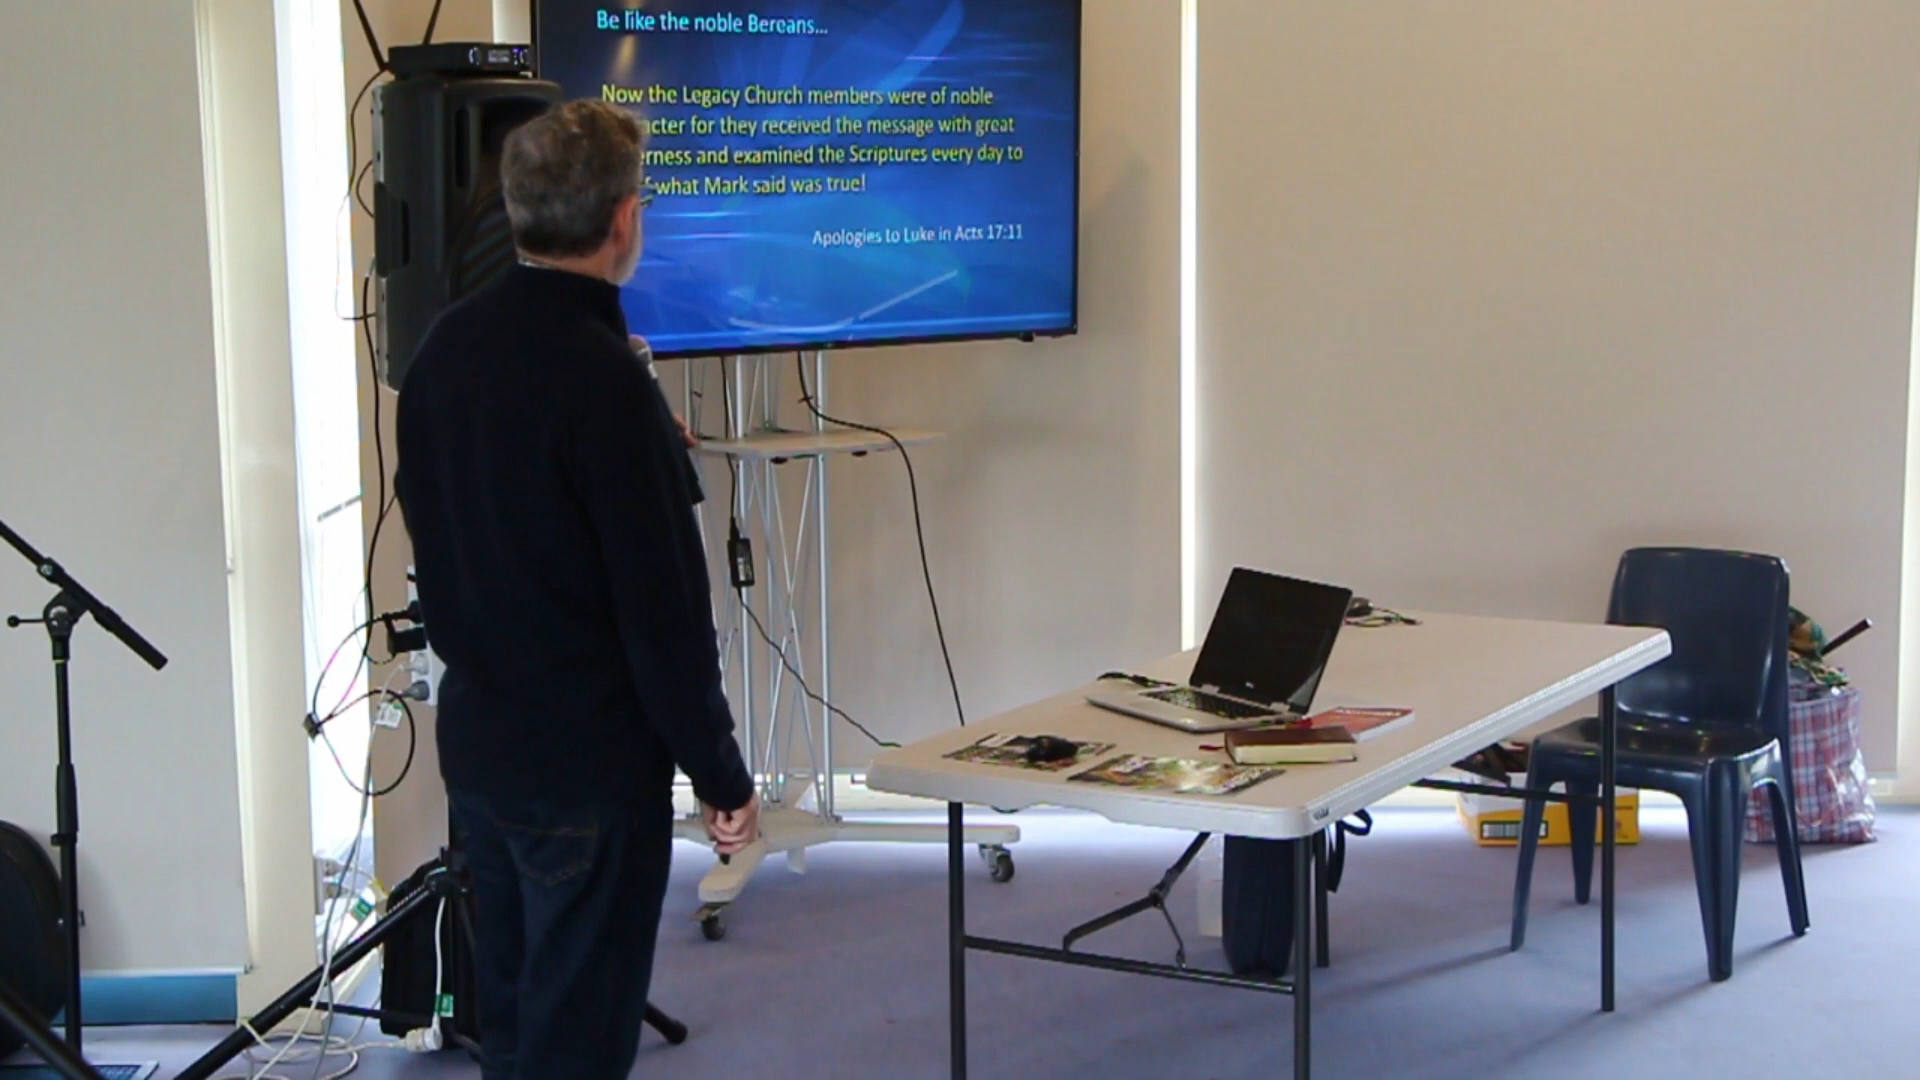 Be like the noble Bereans...
Now the Legacy Church members were of noble
acter for they received the message with great
erness and examined the Scriptures every day to
f what Mark said was true!
Apologies to Luke in Acts 17:11